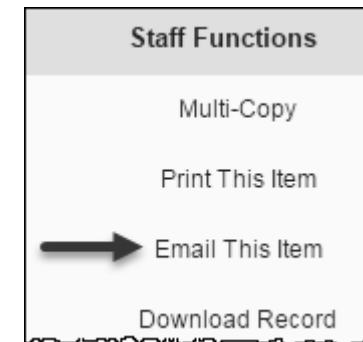 Staff Functions
Multi-Copy
Print This Item
Email This Item
Download Record